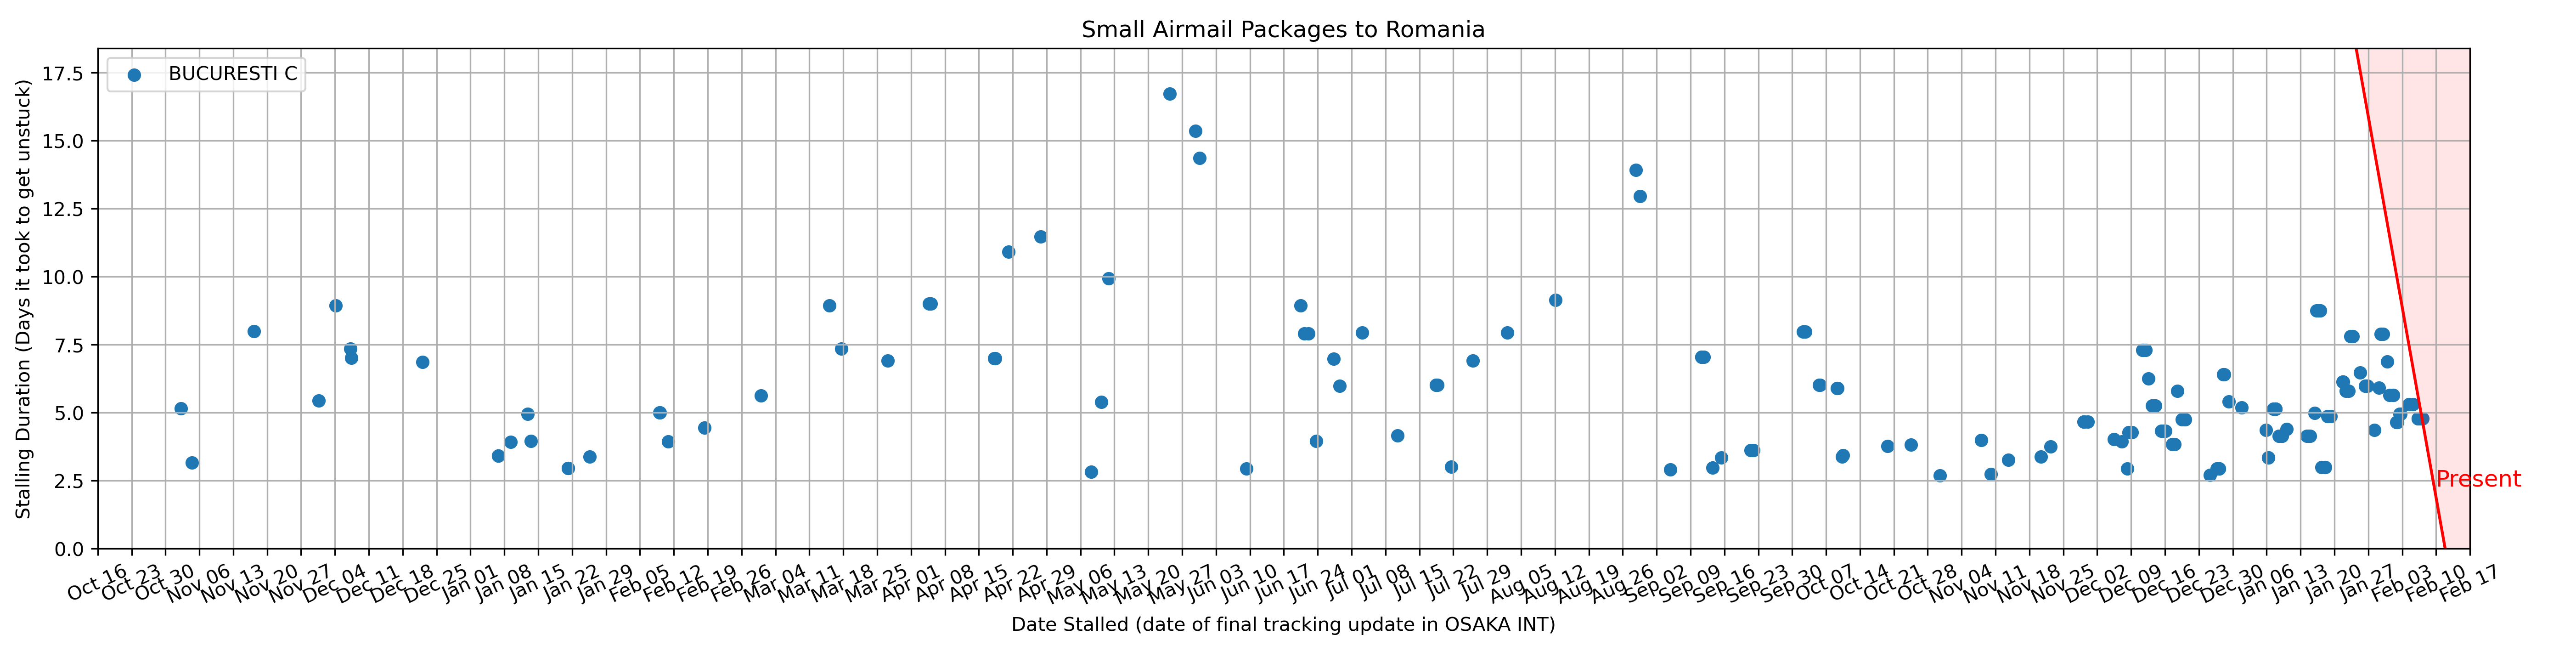 Small Airmail Packages to Romania
BUCURESTI C
Stalling Duration (Days it took to get unstuck)
17.5
15.0
12.5
10.0
7.5
5.0
2.5
0.0
Present
Oct 16 Oct 23 Oct 30 Nov 06 Nov 13 Nov 20 Nov 27 Dec 04 Dec 11 Dec 18 Dec 25 Jan 01 Jan 08 Jan 15 Jan 22 Jan 29 Feb 05 Feb 12 Feb 19 Feb 26 Mar 04 Mar 11 Mar 18 Mar 25 Apr 01 Apr 08 Apr 15 Apr 22 Apr 29 May 06 May 13 May 20 May 27 Jun 03 Jun 10 Jun 17 Jun 24 Jul 01 Jul 08 Jul 15 Jul 22 Jul 29 Aug 05 Aug 12 Aug 19 Aug 26 Sep 02 Sep 09 Sep 16 Sep 23 Sep 30 Oct 07 Oct 14 Oct 21 Oct 28 Nov 04 Nov 11 Nov 18 Nov 25 Dec 02 Dec 09 Dec 16 Dec 23 Dec 30 Jan 06 Jan 13 Jan 20 Jan 27 Feb 03 Feb 10 Feb 17
Date Stalled (date of final tracking update in OSAKA INT)